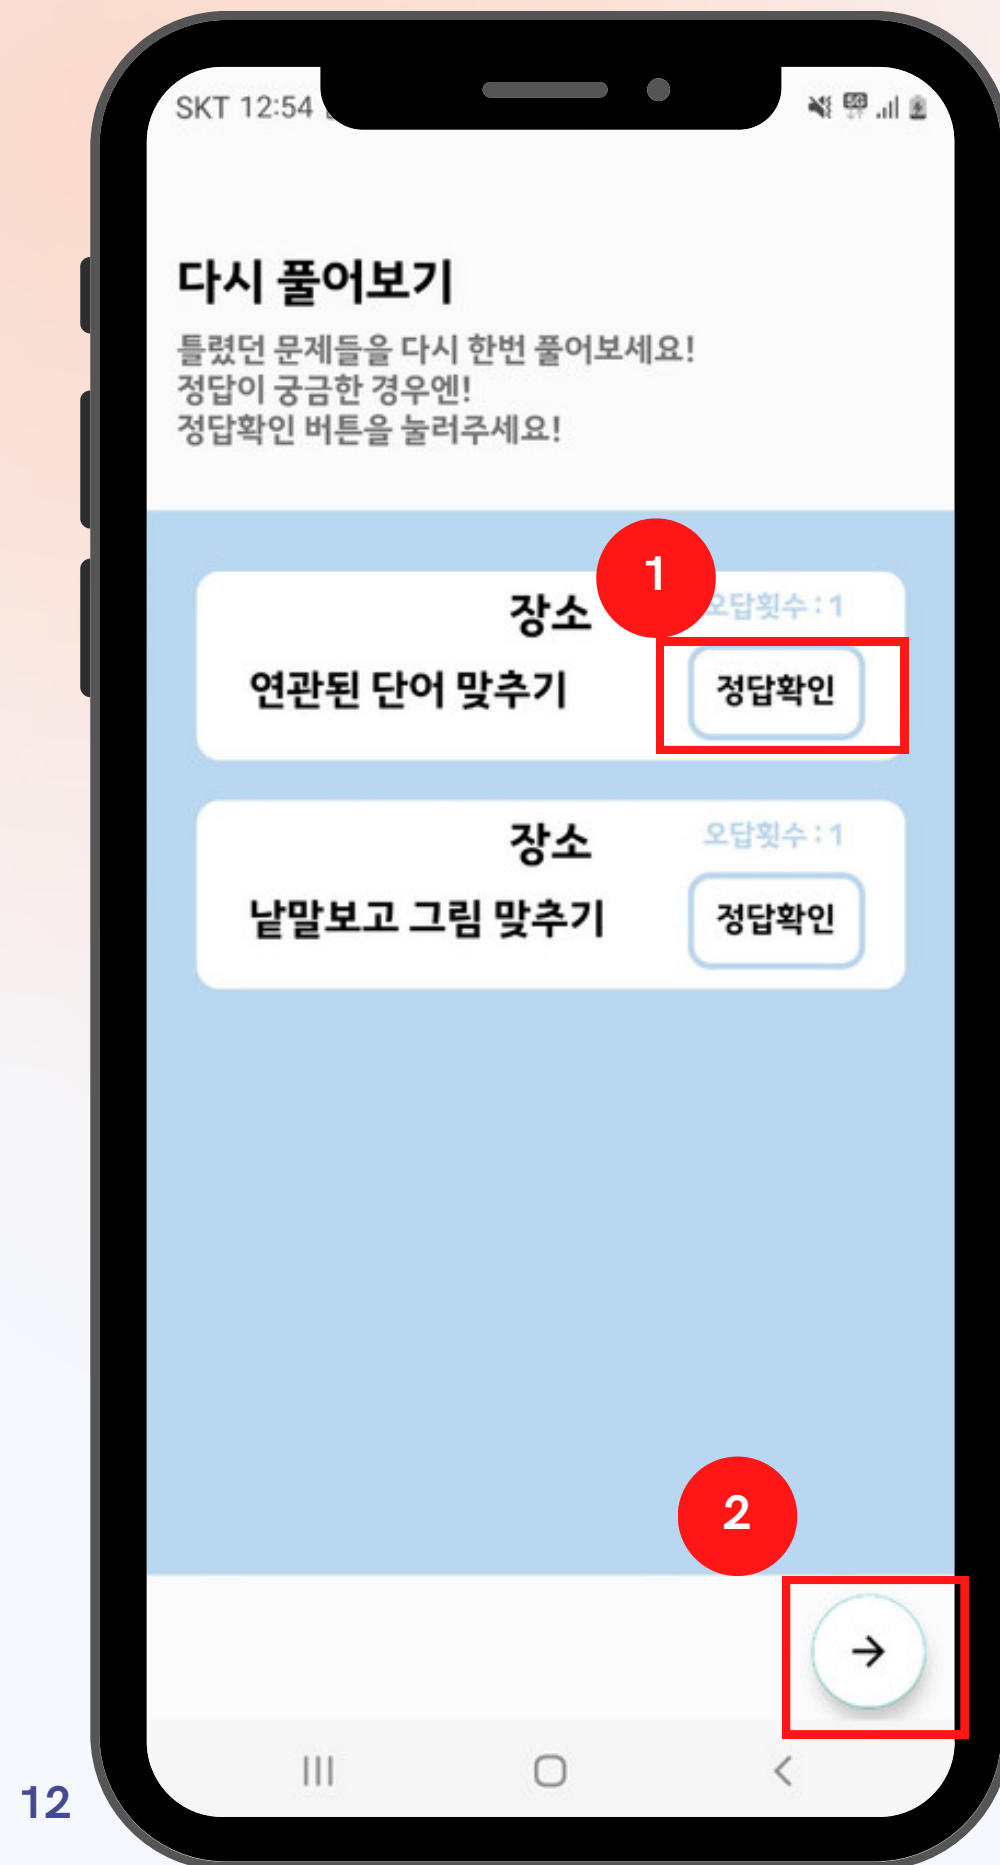 SKT 12:54
다시 풀어보기
틀렸던 문제들을 다시 한번 풀어보세요!
정답이 궁금한 경우엔!
정답확인 버튼을 눌러주세요!
1
장소
오답횟수 : 1
연관된 단어 맞추기
정답확인
장소
오답횟수 : 1
낱말보고 그림 맞추기
정답확인
2
12